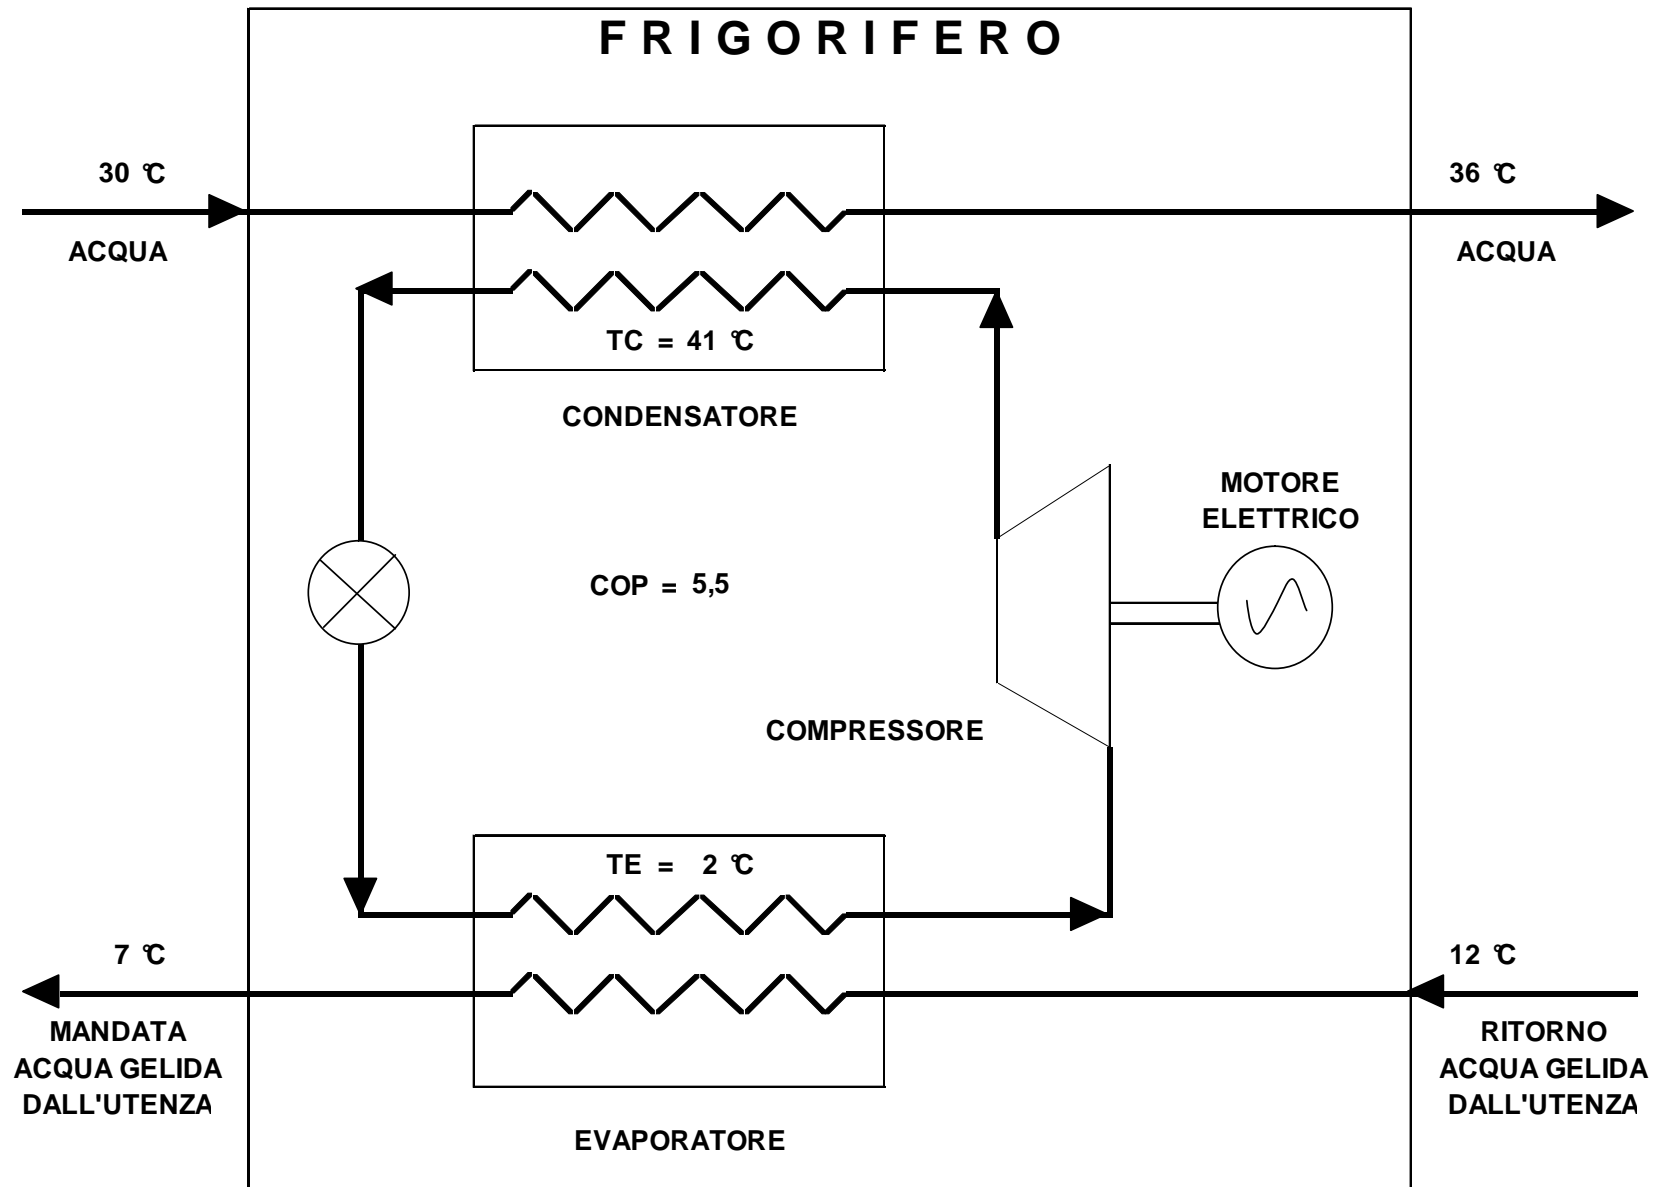 F R I G O R I F E R O
30 °C
36 °C
ACQUA
ACQUA
TC = 41 °C
CONDENSATORE
MOTORE
ELETTRICO
COP = 5,5
COMPRESSORE
TE = 2 °C
7 °C
12 °C
MANDATA
ACQUA GELIDA
DALL'UTENZA
RITORNO
ACQUA GELIDA
DALL'UTENZA
EVAPORATORE